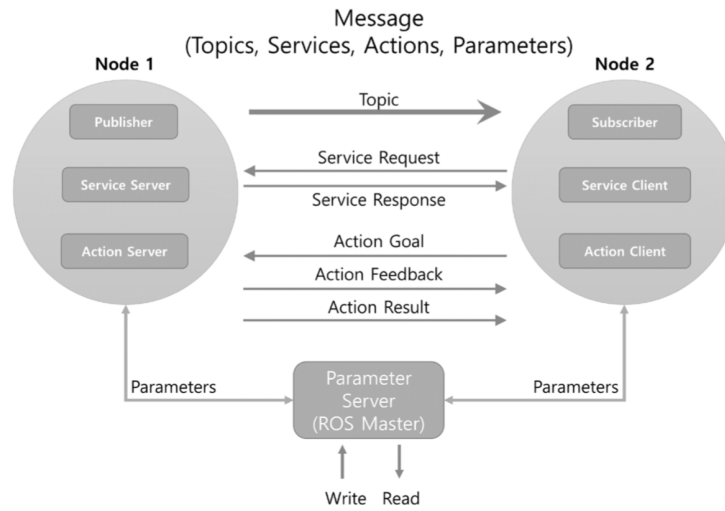 Message
(Topics, Services, Actions, Parameters)
Node 1
Node 2
Publisher
Topic
Subscriber
Service Server
Service Request
Service Response
Service Client
Action Server
Action Goal
Action Feedback
Action Result
Action Client
Parameters
Parameter
Server
(ROS Master)
Parameters
Write
Read